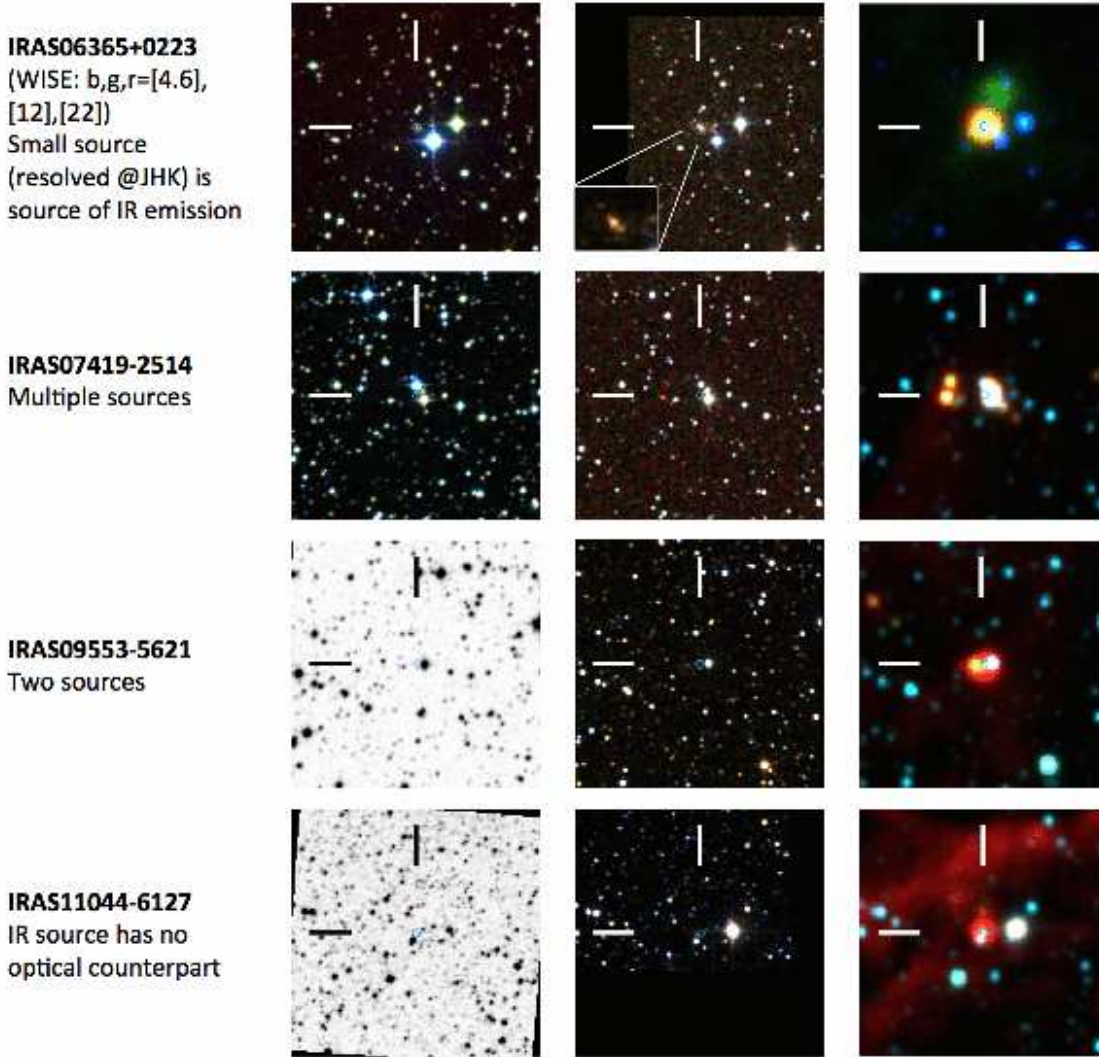 IRAS06365+0223
(WISE: b,g,r=[4.6],
[12],[22])
Small source
(resolved @JHK) is
source of IR emission
IRAS07419-2514
Multiple sources
IRAS09553-5621
Two sources
IRAS11044-6127
IR source has no
optical counterpart